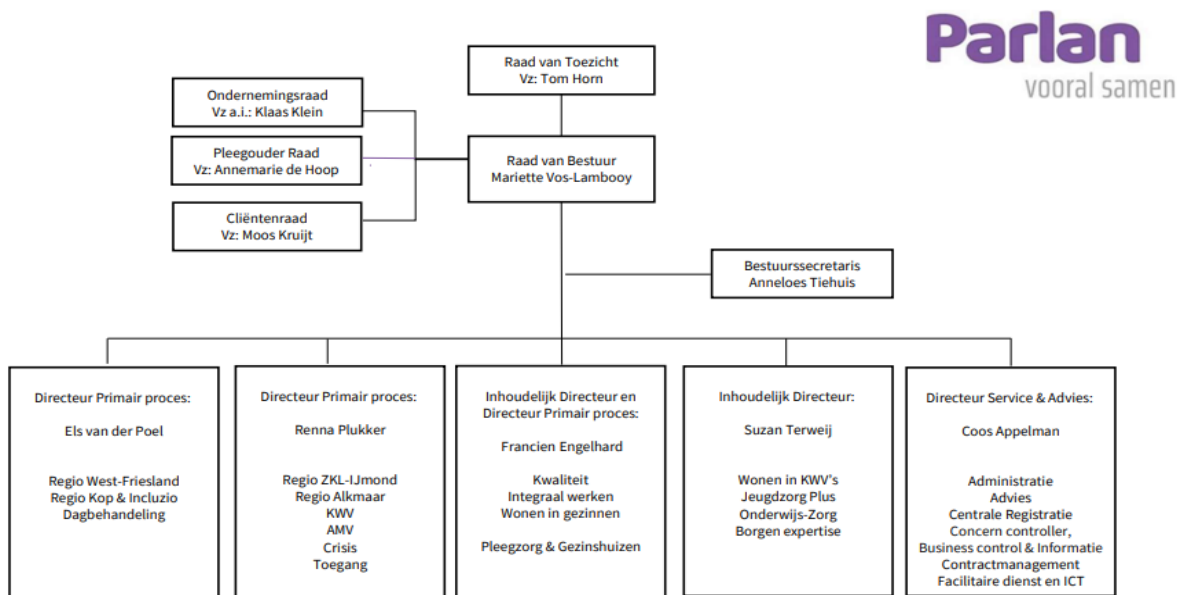 Parlan
vooral samen
Raad van Toezicht
Vz: Tom Horn
Ondernemingsraad
Vz a.i.: Klaas Klein
Pleegouder Raad
Vz: Annemarie de Hoop
Cliëntenraad
Vz: Moos Kruijt
Raad van Bestuur
Mariette Vos-Lambooy
Bestuurssecretaris
Anneloes Tiehuis
Directeur Primair proces:
Els van der Poel
Regio West-Friesland
Regio Kop & Incluzio
Dagbehandeling
Directeur Primair proces:
Renna Plukker
Regio ZKL-IJmond
Regio Alkmaar
KWV
AMV
Crisis
Toegang
Inhoudelijk Directeur en
Directeur Primair proces:
Francien Engelhard
Kwaliteit
Integraal werken
Wonen in gezinnen
Pleegzorg & Gezinshuizen
Inhoudelijk Directeur:
Suzan Terweij
Wonen in KWV's
Jeugdzorg Plus
Onderwijs-Zorg
Borgen expertise
Directeur Service & Advies:
Coos Appelman
Administratie
Advies
Centrale Registratie
Concern controller,
Business control & Informatie
Contractmanagement
Facilitaire dienst en ICT